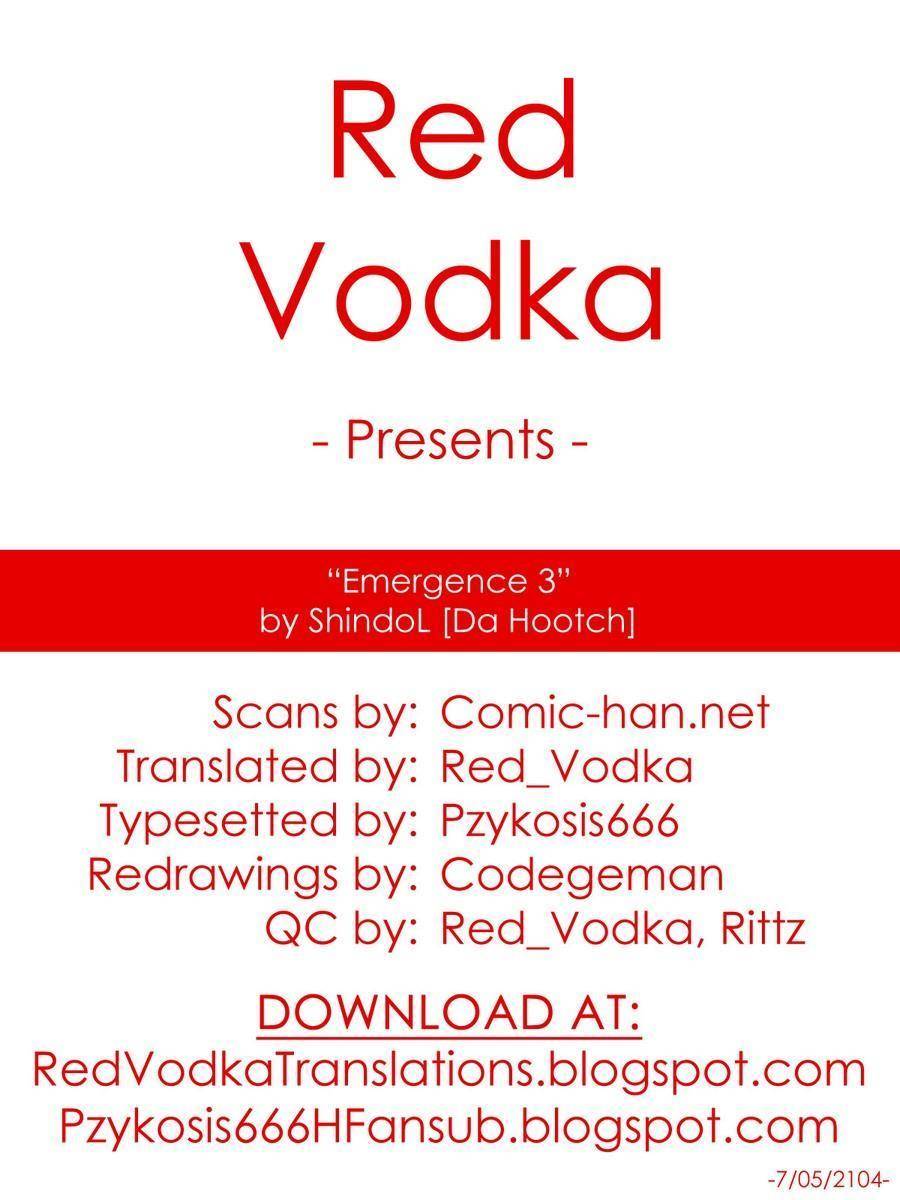 Red
Vodka
- Presents -
“Emergence 3”
by ShindoL [Da Hootch]
Scans by: Comic-han.net
Translated by: Red_Vodka
Typesetted by: Pzykosis666
Redrawings by: Codegeman
QC by: Red_Vodka, Rittz
DOWNLOAD AT:
RedVodkaTranslations.blogspot.com
Pzykosis666HFansub.blogspot.com
-7/05/2104-